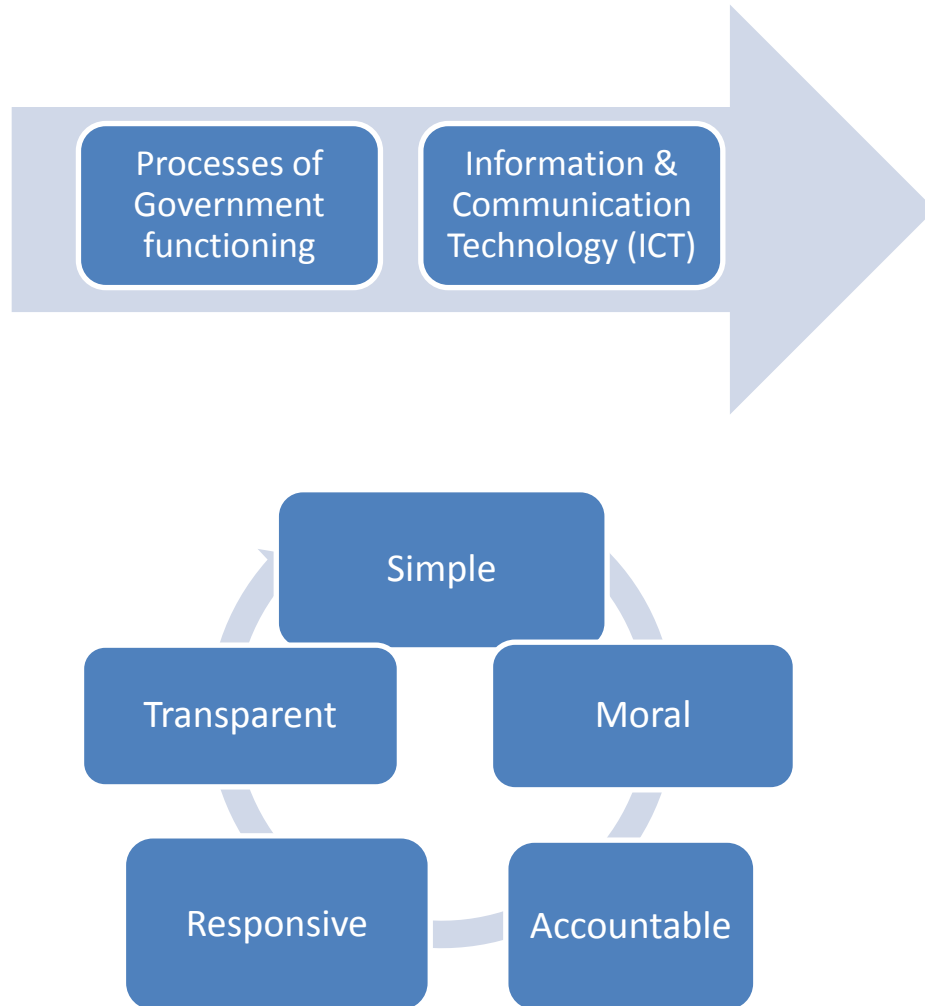 Processes of
Government
functioning
Information &
Communication
Technology (ICT)
Simple
Moral
Accountable
Responsive
Transparent